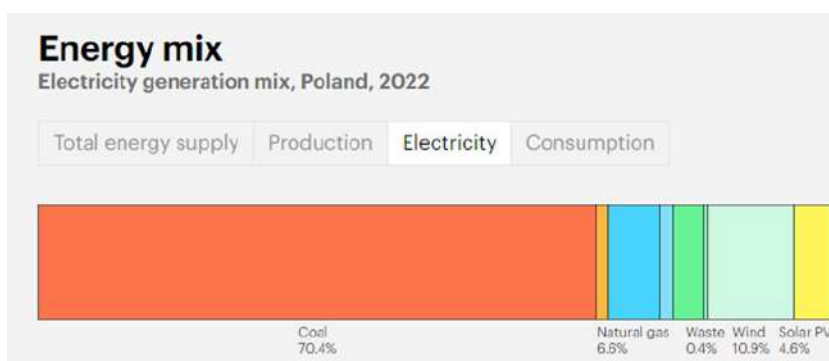 Energy mix
Electricity generation mix, Poland, 2022
Total energy supply Production Electricity Consumption
Coal Natural gas Waste Wind Solar PV
70.4% 6.6% 0.4% 10.9% 4.6%